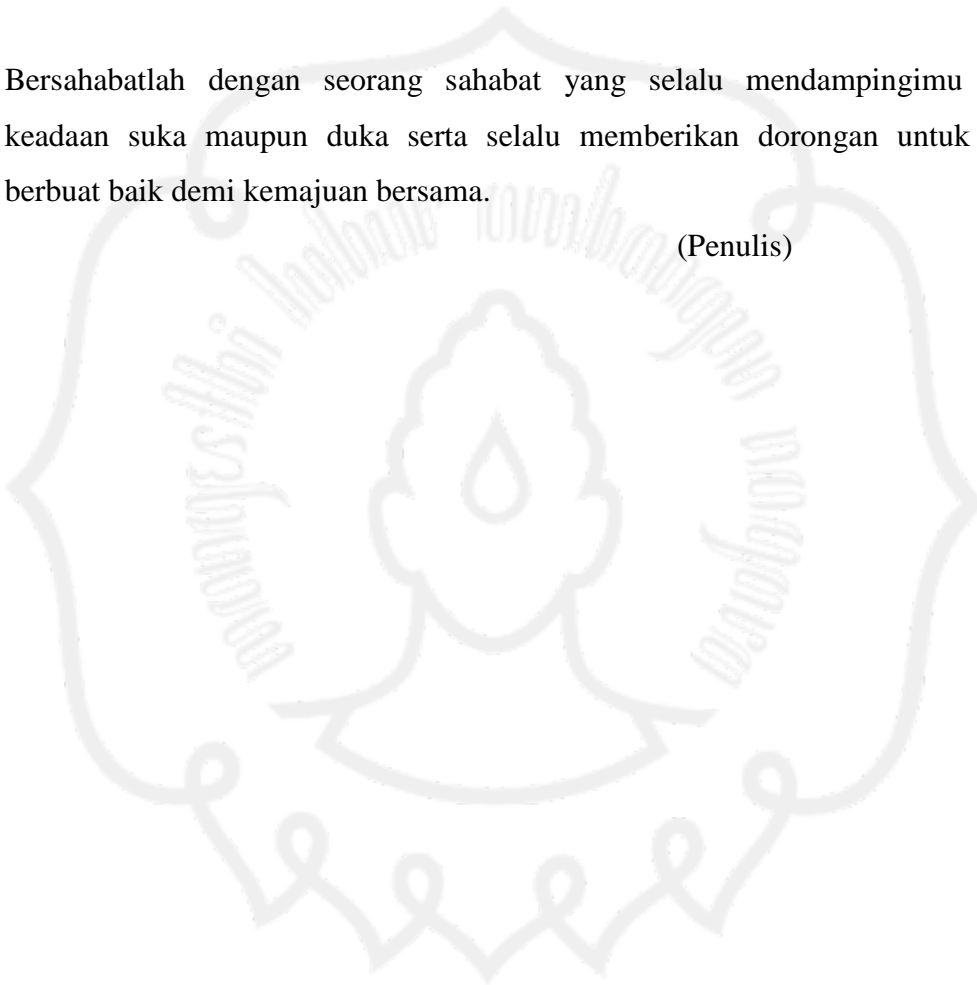 Bersahabatlah dengan seorang sahabat yang selalu mendampingimu
keadaan suka maupun duka serta selalu memberikan dorongan untuk
berbuat baik demi kemajuan bersama.
(Penulis)